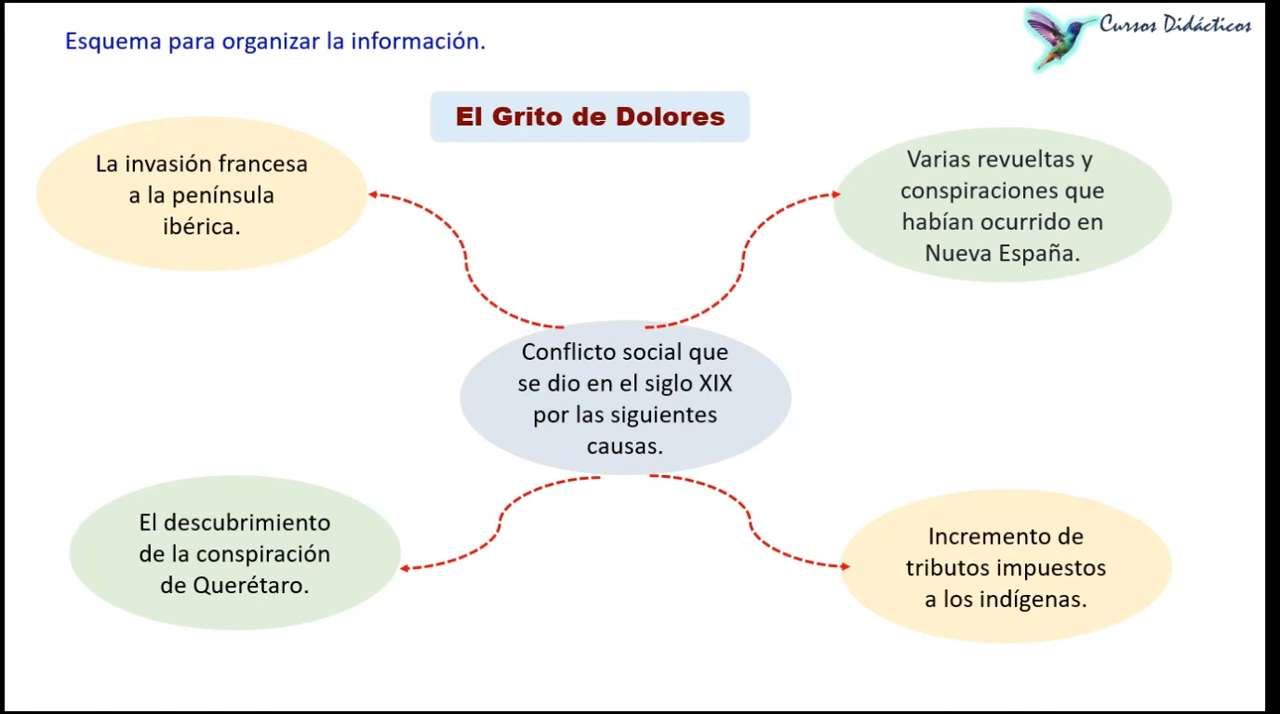 Esquema para organizar la información.
Cursos Didácticos
El Grito de Dolores
La invasión francesa
a la península
ibérica.
Varias revueltas y
conspiraciones que
habían ocurrido en
Nueva España.
Conflicto social que
se dio en el siglo XIX
por las siguientes
causas.
El descubrimiento
de la conspiración
de Querétaro.
Incremento de
tributos impuestos
a los indígenas.